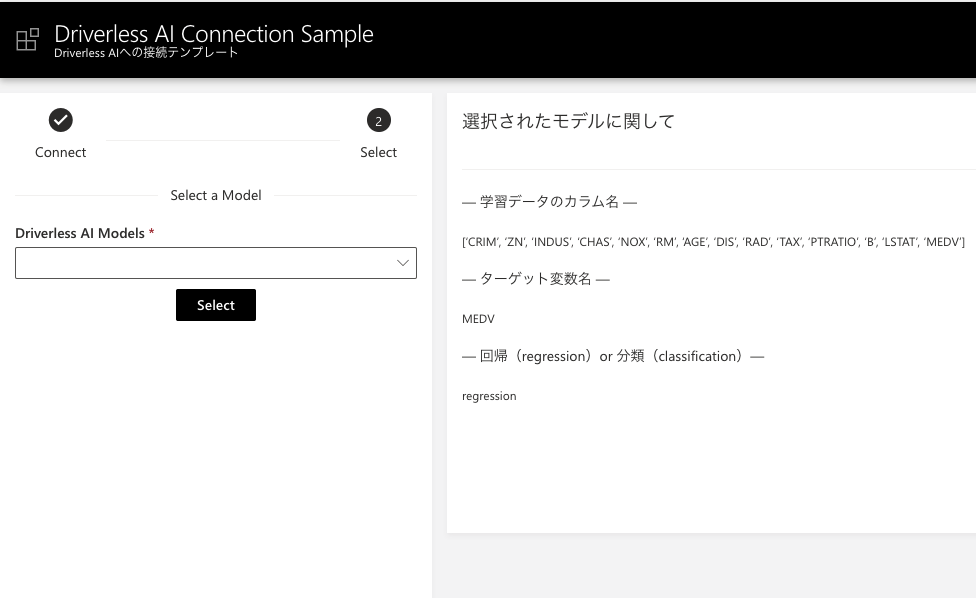 Driverless AI Connection Sample
Driverless AIへの接続テンプレート
Connect
2
Select
Select a Model
Driverless AI Models *
Select
選択されたモデルに関して
— 学習データのカラム名 —
['CRIM', 'ZN', 'INDUS', 'CHAS', 'NOX', 'RM', 'AGE', 'DIS', 'RAD', 'TAX', 'PTRATIO', 'B', 'LSTAT', 'MEDV']
— ターゲット変数名 —
MEDV
— 回帰（regression）or 分類（classification）—
regression